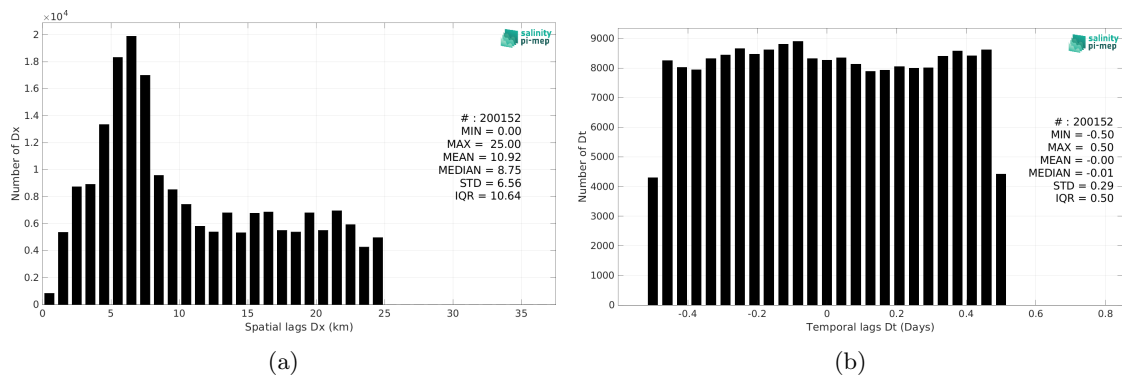 ×10⁴
2
1.8
1.6
1.4
1.2
1
0.8
0.6
0.4
0.2
0
Number of Dx
0 5 10 15 20 25 30 35
Spatial lags Dx (km)
salinity
pi-mep
# : 200152
MIN = 0.00
MAX = 25.00
MEAN = 10.92
MEDIAN = 8.75
STD = 6.56
IQR = 10.64
(a)
9000
8000
7000
6000
5000
4000
3000
2000
1000
0
Number of Dt
-0.4 -0.2 0 0.2 0.4 0.6 0.8
Temporal lags Dt (Days)
salinity
pi-mep
# : 200152
MIN = -0.50
MAX = 0.50
MEAN = -0.00
MEDIAN = -0.01
STD = 0.29
IQR = 0.50
(b)